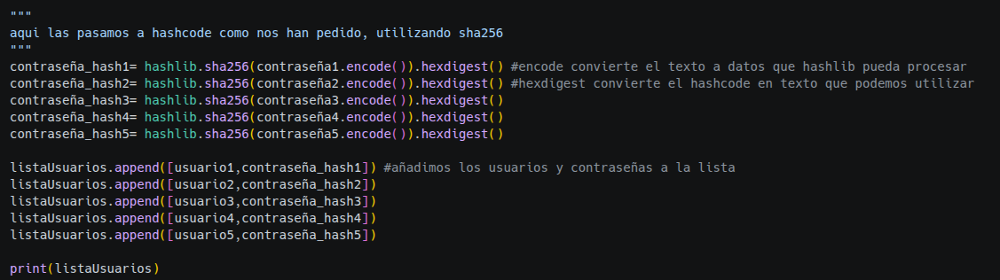 """
aqui las pasamos a hashcode como nos han pedido, utilizando sha256
"""
contraseña_hash1= hashlib.sha256(contraseña1.encode()).hexdigest() #encode convierte el texto a datos que hashlib pueda procesar
contraseña_hash2= hashlib.sha256(contraseña2.encode()).hexdigest() #hexdigest convierte el hashcode en texto que podemos utilizar
contraseña_hash3= hashlib.sha256(contraseña3.encode()).hexdigest()
contraseña_hash4= hashlib.sha256(contraseña4.encode()).hexdigest()
contraseña_hash5= hashlib.sha256(contraseña5.encode()).hexdigest()

listaUsuarios.append([usuario1,contraseña_hash1]) #añadimos los usuarios y contraseñas a la lista
listaUsuarios.append([usuario2,contraseña_hash2])
listaUsuarios.append([usuario3,contraseña_hash3])
listaUsuarios.append([usuario4,contraseña_hash4])
listaUsuarios.append([usuario5,contraseña_hash5])

print(listaUsuarios)